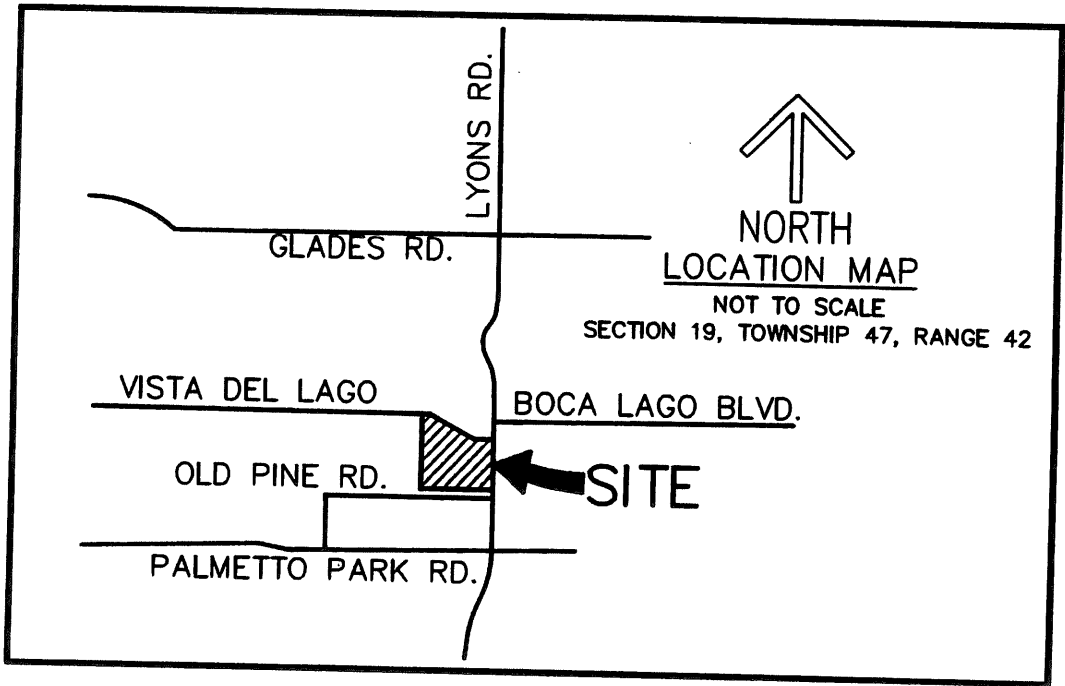 LYONS RD.
GLADES RD.
NORTH
LOCATION MAP
NOT TO SCALE
SECTION 19, TOWNSHIP 47, RANGE 42
VISTA DEL LAGO
BOCA LAGO BLVD.
OLD PINE RD.
SITE
PALMETTO PARK RD.